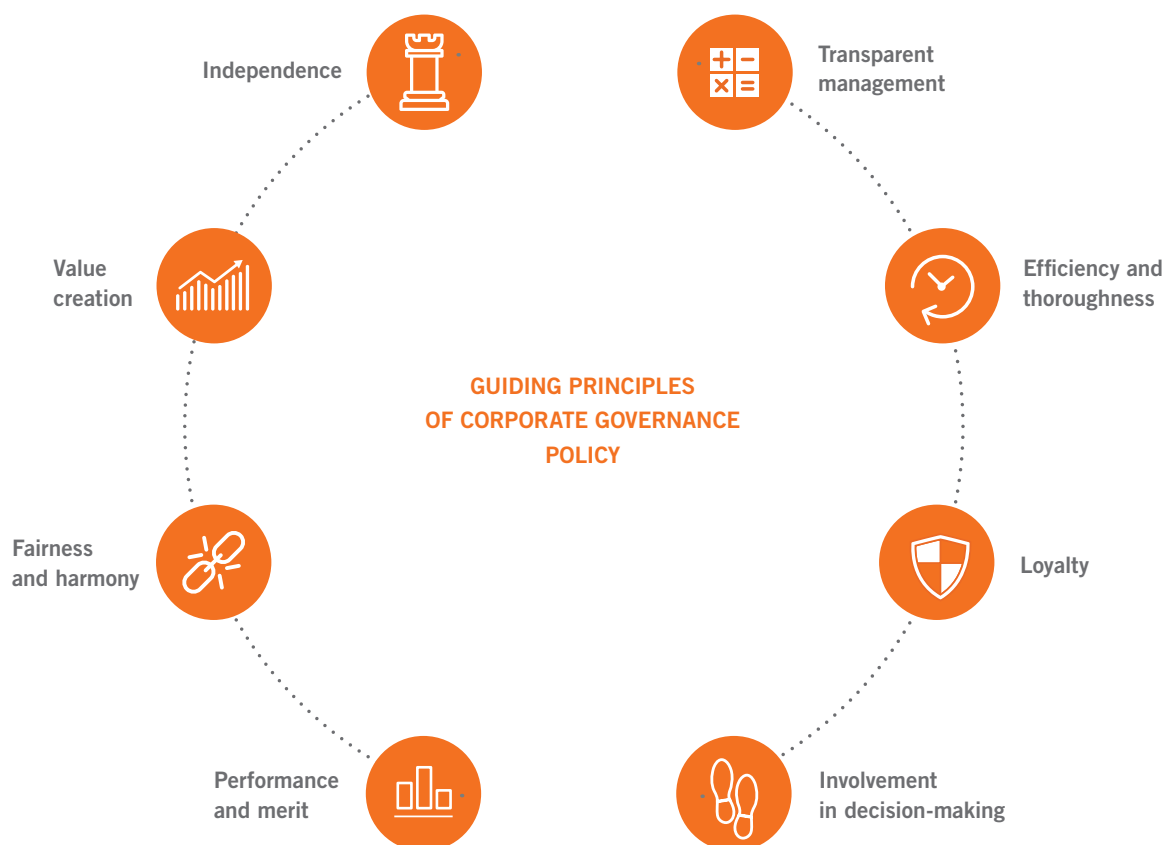 Independence
Transparent
management
Value
creation
Efficiency and
thoroughness
GUIDING PRINCIPLES
OF CORPORATE GOVERNANCE
POLICY
Fairness
and harmony
Loyalty
Performance
and merit
Involvement
in decision-making